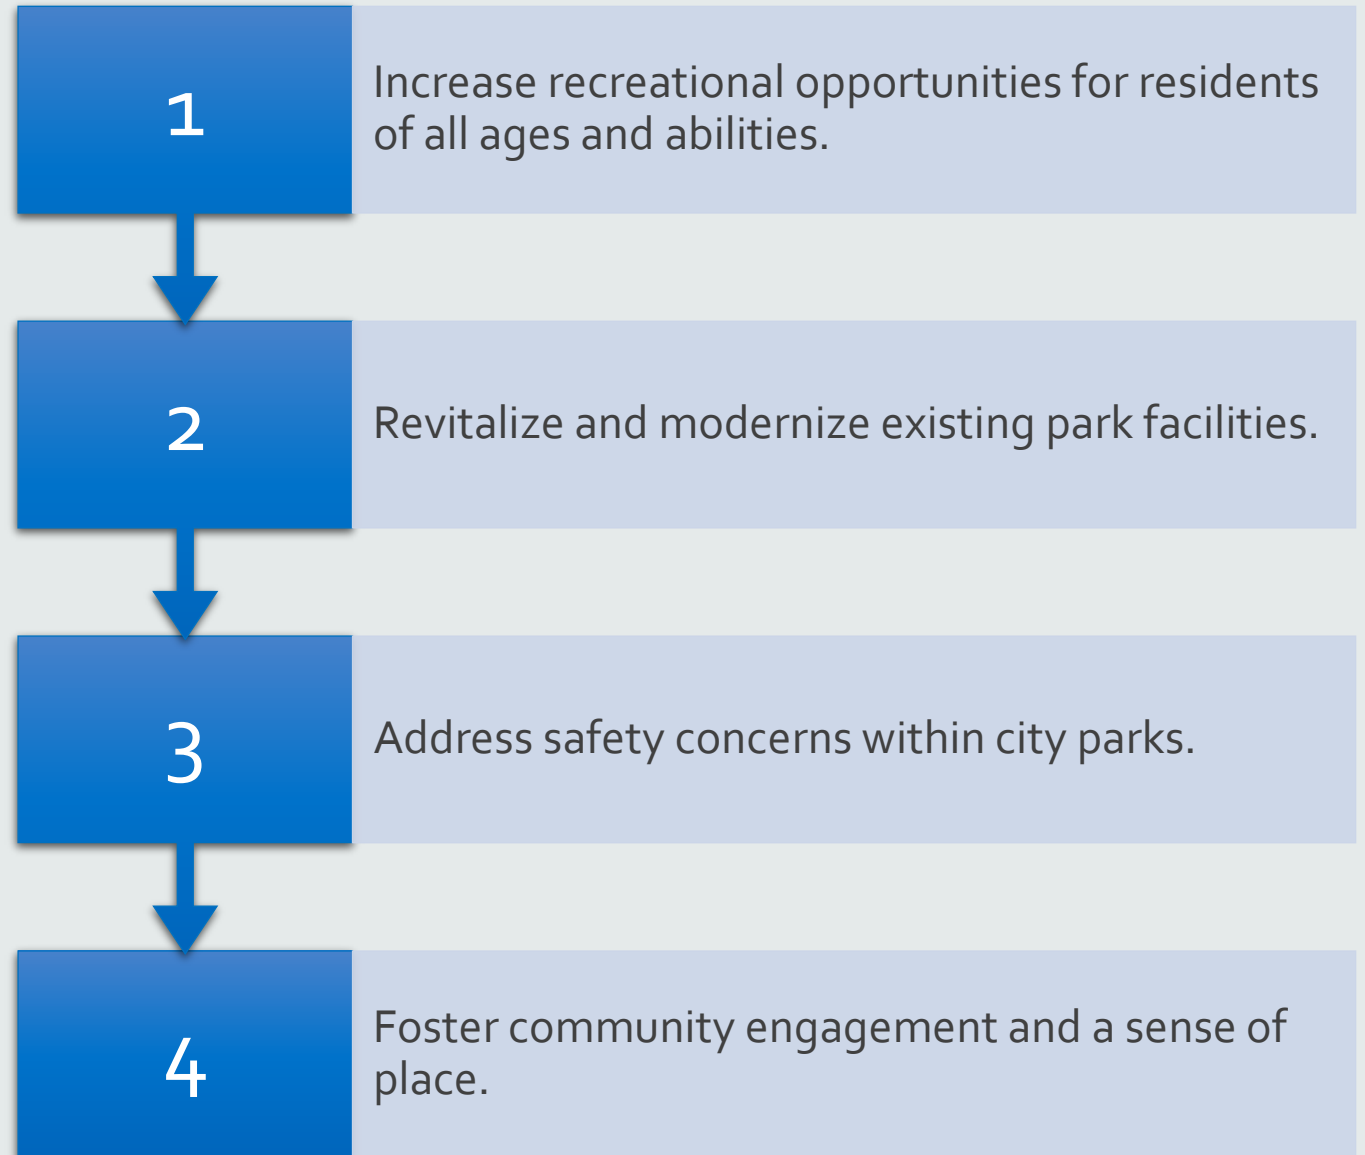 1
Increase recreational opportunities for residents
of all ages and abilities.
2
Revitalize and modernize existing park facilities.
3
Address safety concerns within city parks.
4
Foster community engagement and a sense of
place.